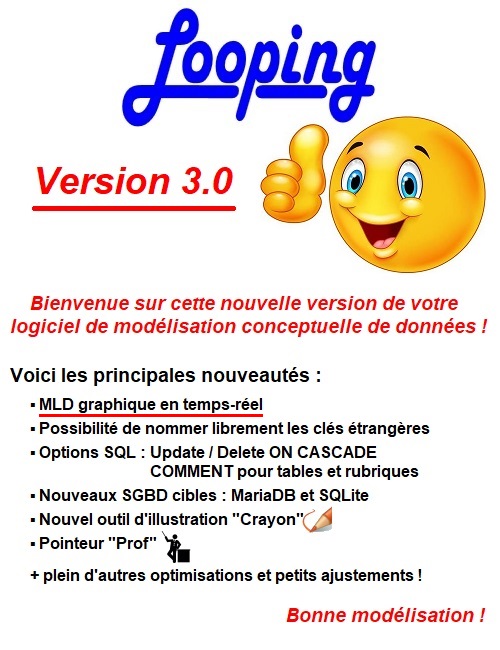 Looping
Version 3.0
Bienvenue sur cette nouvelle version de votre
logiciel de modélisation conceptuelle de données !
Voici les principales nouveautés :
▪ MLD graphique en temps-réel
▪ Possibilité de nommer librement les clés étrangères
▪ Options SQL : Update / Delete ON CASCADE
COMMENT pour tables et rubriques
▪ Nouveaux SGBD cibles : MariaDB et SQLite
▪ Nouvel outil d'illustration "Crayon"
▪ Pointeur "Prof"
+ plein d'autres optimisations et petits ajustements !
Bonne modélisation !